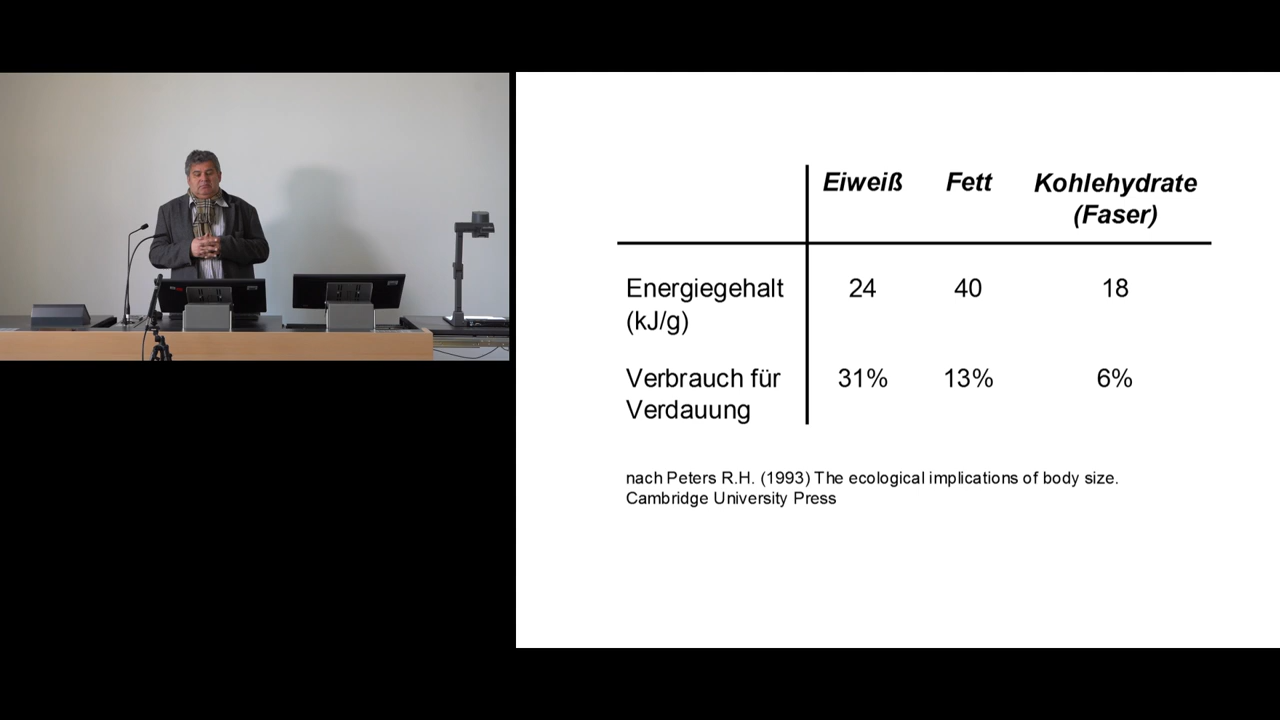 Eiweiß Fett Kohlehydrate
(Faser)
Energiegehalt 24 40 18
(kJ/g)
Verbrauch für 31% 13% 6%
Verdauung
nach Peters R.H. (1993) The ecological implications of body size.
Cambridge University Press